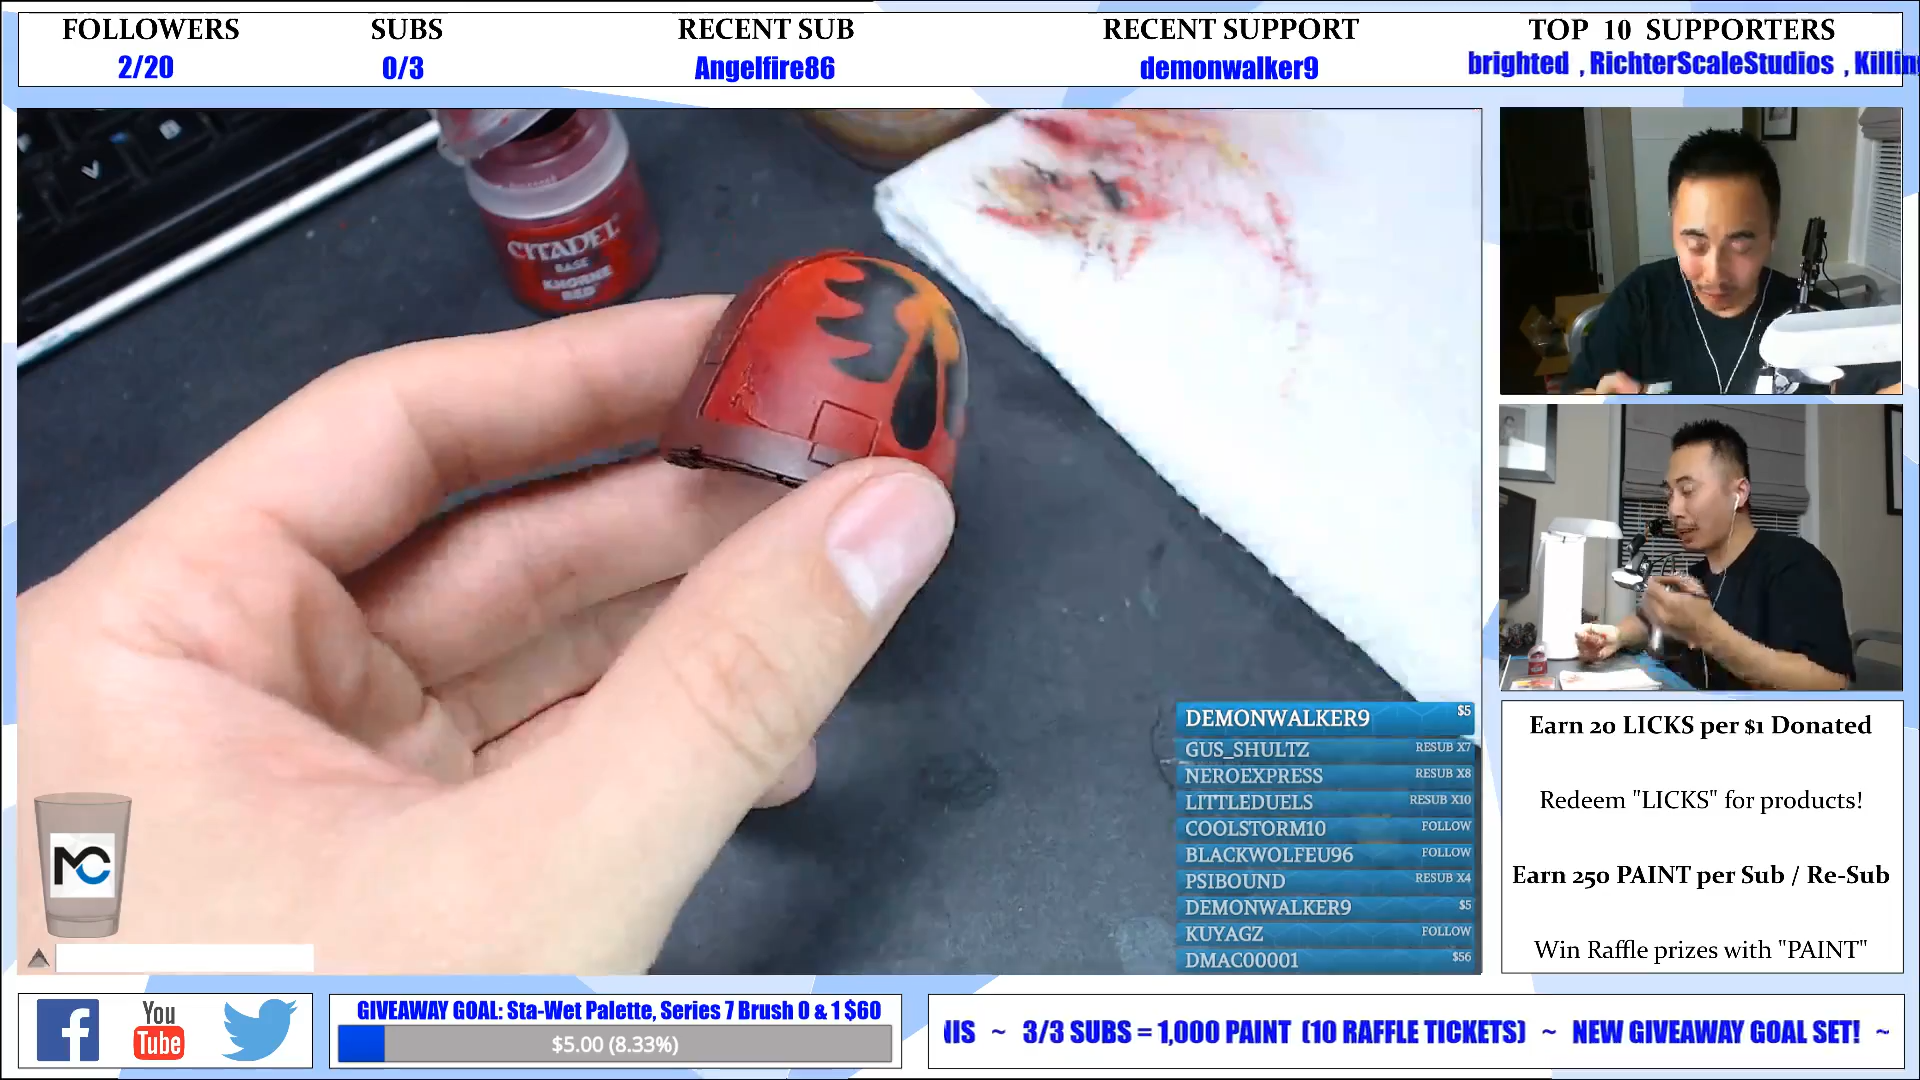 FOLLOWERS
2/20
SUBS
0/3
RECENT SUB
Angelfire86
RECENT SUPPORT
demonwalker9
TOP 10 SUPPORTERS
brighted , RichterScaleStudios , Killin
V
B
CITADEL
BASE
KHORNE
RED
DEMONWALKER9 $5
GUS_SHULTZ RESUB X7
NEROEXPRESS RESUB X8
LITTLEDUELS RESUB X10
COOLSTORM10 FOLLOW
BLACKWOLFEU96 FOLLOW
PSIBOUND RESUB X4
DEMONWALKER9 $5
KUYAGZ FOLLOW
DMAC00001 $56
MC
Earn 20 LICKS per $1 Donated
Redeem "LICKS" for products!
Earn 250 PAINT per Sub / Re-Sub
Win Raffle prizes with "PAINT"
f
You
Tube
GIVEAWAY GOAL: Sta-Wet Palette, Series 7 Brush 0 & 1 $60
$5.00 (8.33%)
NIS ~ 3/3 SUBS = 1,000 PAINT (10 RAFFLE TICKETS) ~ NEW GIVEAWAY GOAL SET! ~